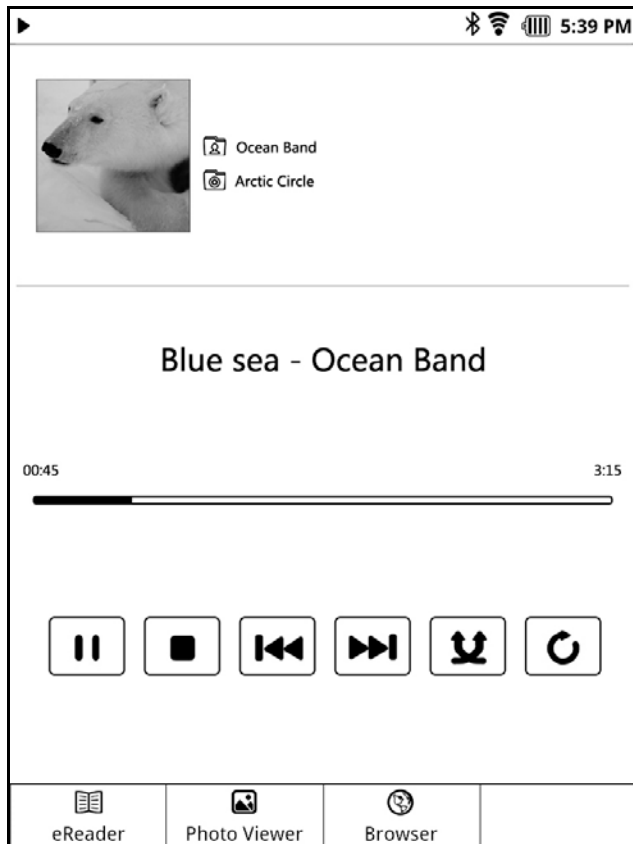 5:39 PM
Ocean Band
Arctic Circle
Blue sea - Ocean Band
00:45 3:15
eReader Photo Viewer Browser